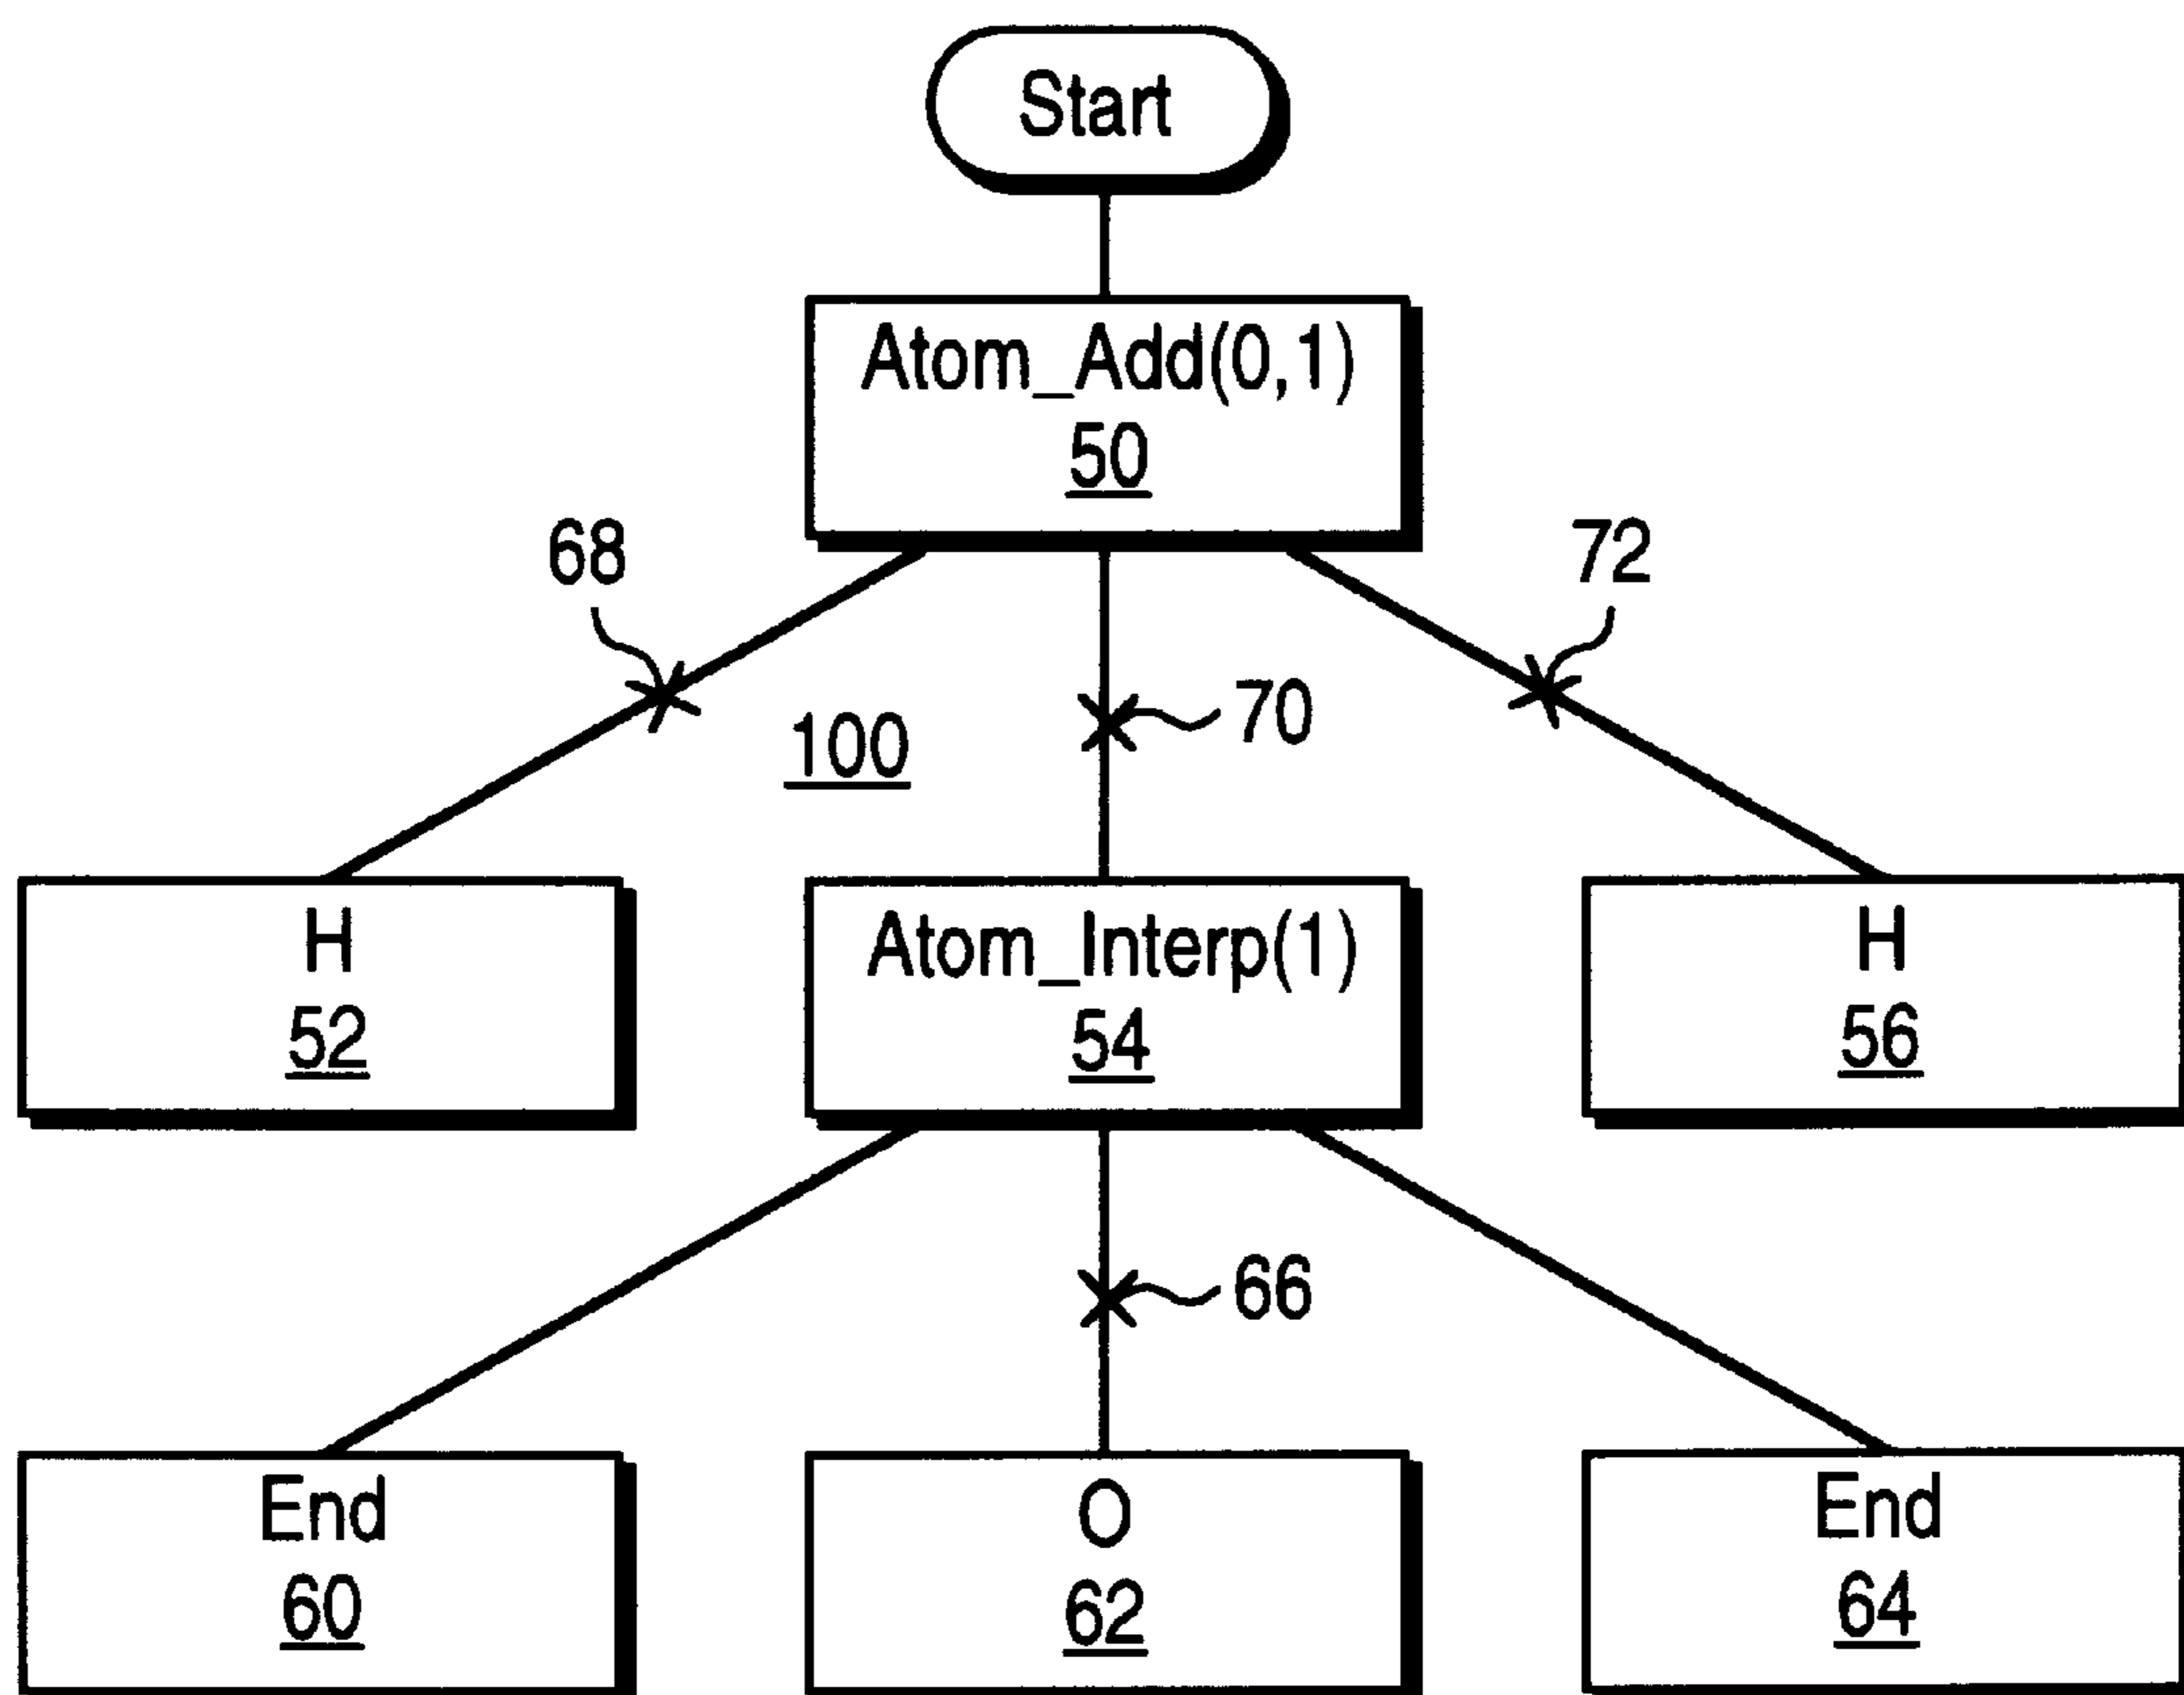 Start
Atom_Add(0,1)
50
68
72
70
100
H
52
Atom_Interp(1)
54
H
56
66
End
60
O
62
End
64